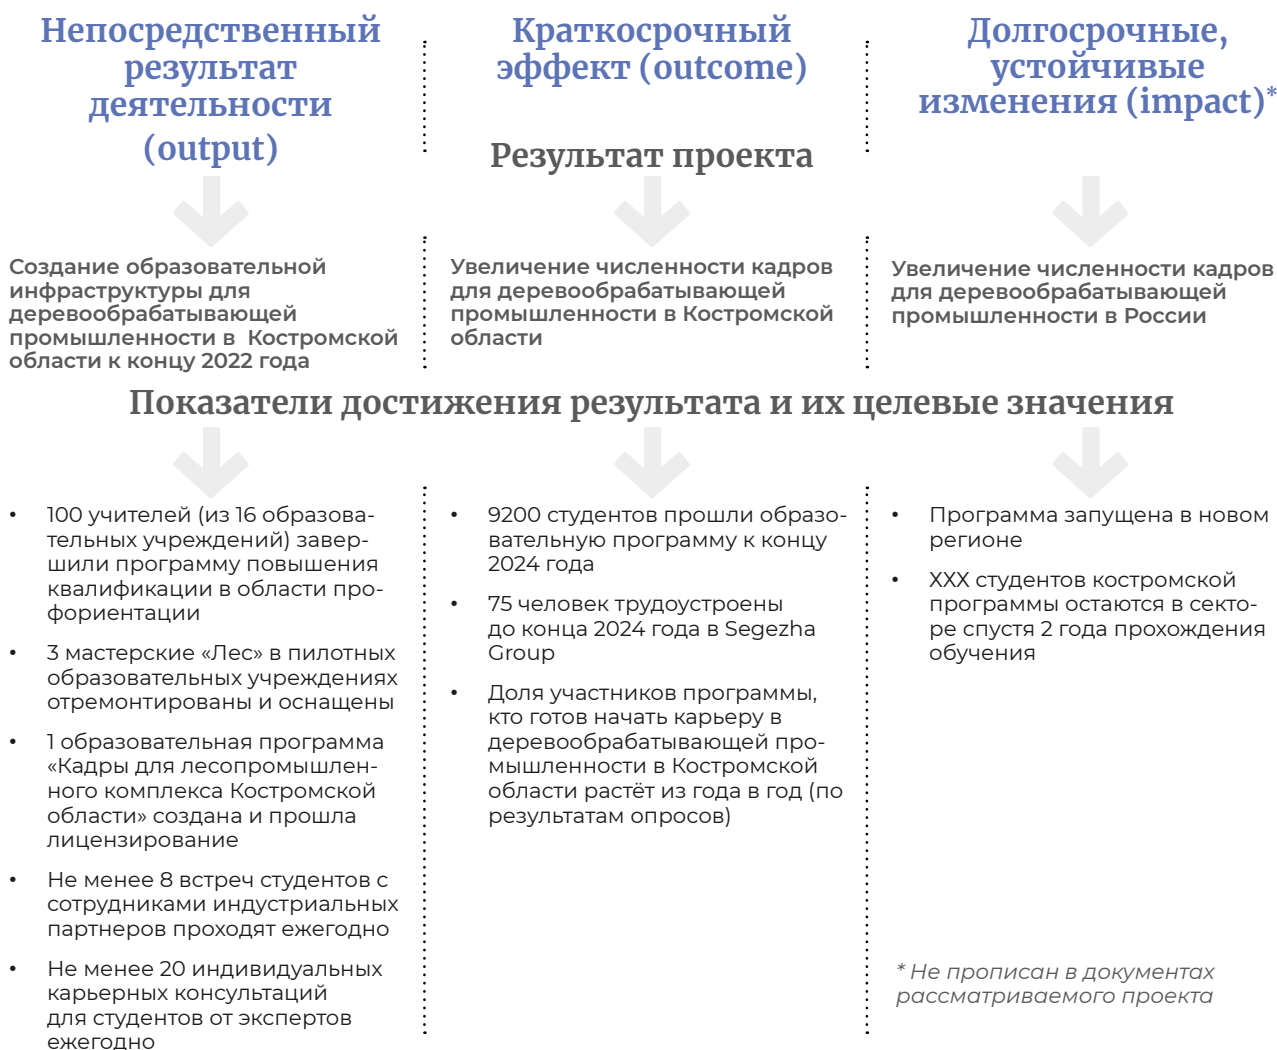 Непосредственный
результат
деятельности
(output)
Краткосрочный
эффект (outcome)
Долгосрочные,
устойчивые
изменения (impact)*
Результат проекта
Создание образовательной
инфраструктуры для
деревообрабатывающей
промышленности в Костромской
области к концу 2022 года
Увеличение численности кадров
для деревообрабатывающей
промышленности в Костромской
области
Увеличение численности кадров
для деревообрабатывающей
промышленности в России
Показатели достижения результата и их целевые значения
• 100 учителей (из 16 образова-
тельных учреждений) завер-
шили программу повышения
квалификации в области про-
фориентации
• 3 мастерские «Лес» в пилотных
образовательных учреждениях
отремонтированы и оснащены
• 1 образовательная программа
«Кадры для лесопромышлен-
ного комплекса Костромской
области» создана и прошла
лицензирование
• Не менее 8 встреч студентов с
сотрудниками индустриальных
партнеров проходят ежегодно
• Не менее 20 индивидуальных
карьерных консультаций
для студентов от экспертов
ежегодно
• 9200 студентов прошли образо-
вательную программу к концу
2024 года
• 75 человек трудоустроены
до конца 2024 года в Segezha
Group
• Доля участников программы,
кто готов начать карьеру в
деревообрабатывающей про-
мышленности в Костромской
области растёт из года в год (по
результатам опросов)
• Программа запущена в новом
регионе
• ХХХ студентов костромской
программы остаются в секто-
ре спустя 2 года прохождения
обучения
* Не прописан в документах
рассматриваемого проекта